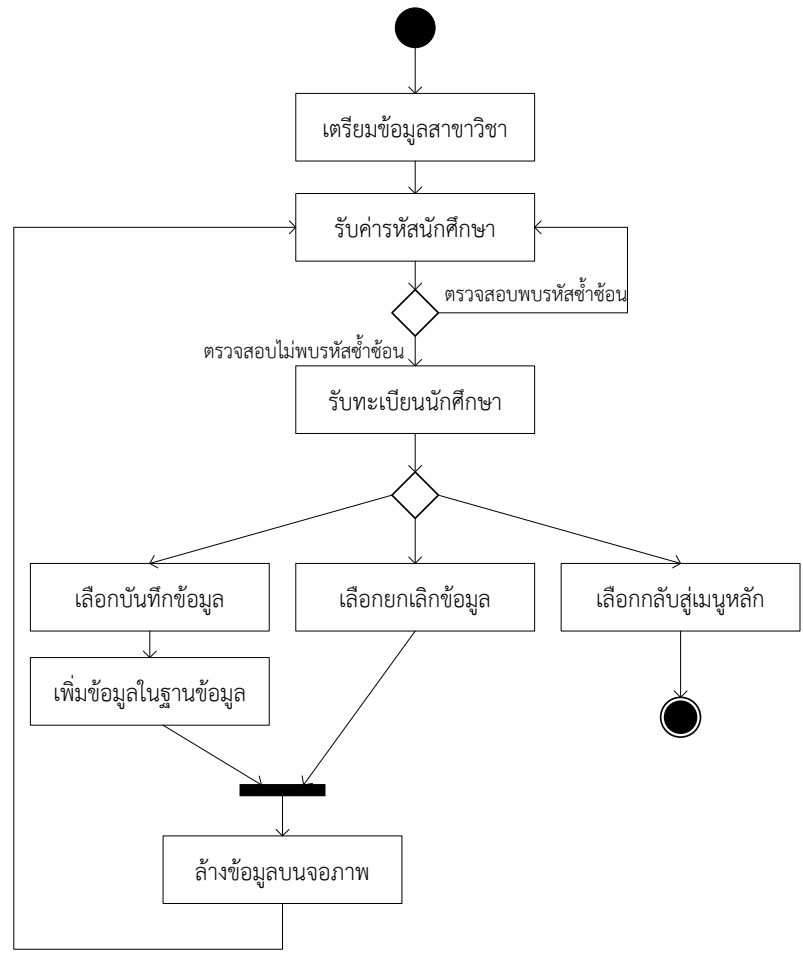 เตรียมข้อมูลสาขาวิชา
รับค่ารหัสนักศึกษา
ตรวจสอบพบรหัสซ้ำซ้อน
ตรวจสอบไม่พบรหัสซ้ำซ้อน
รับทะเบียนนักศึกษา
เลือกบันทึกข้อมูล
เลือกยกเลิกข้อมูล
เลือกกลับสู่เมนูหลัก
เพิ่มข้อมูลในฐานข้อมูล
ล้างข้อมูลบนจอภาพ